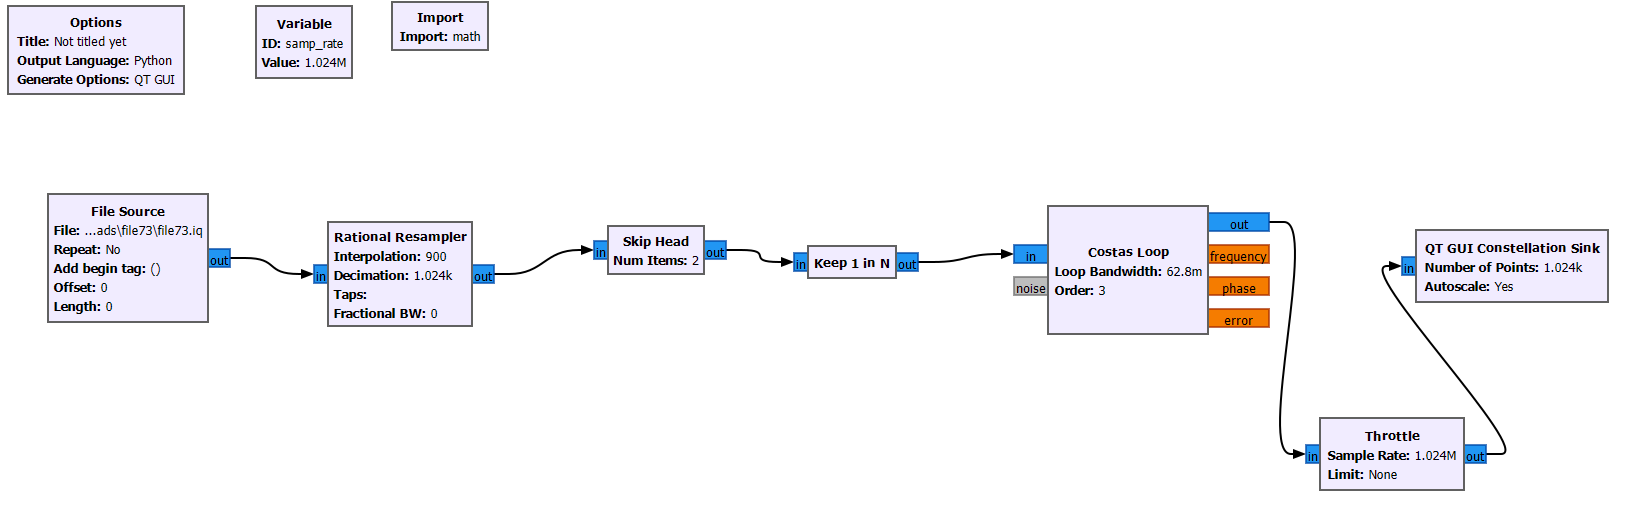 Options
Title: Not titled yet
Output Language: Python
Generate Options: QT GUI
Variable
ID: samp_rate
Value: 1.024M
Import
Import: math
File Source
File: ...ads\file73\file73.iq
Repeat: No
Add begin tag: ()
Offset: 0
Length: 0
out
in
Rational Resampler
Interpolation: 900
Decimation: 1.024k
Taps:
Fractional BW: 0
out
in
Skip Head
Num Items: 2
out
in
Keep 1 in N
out
in
noise
Costas Loop
Loop Bandwidth: 62.8m
Order: 3
out
frequency
phase
error
in
Throttle
Sample Rate: 1.024M
Limit: None
out
in
QT GUI Constellation Sink
Number of Points: 1.024k
Autoscale: Yes